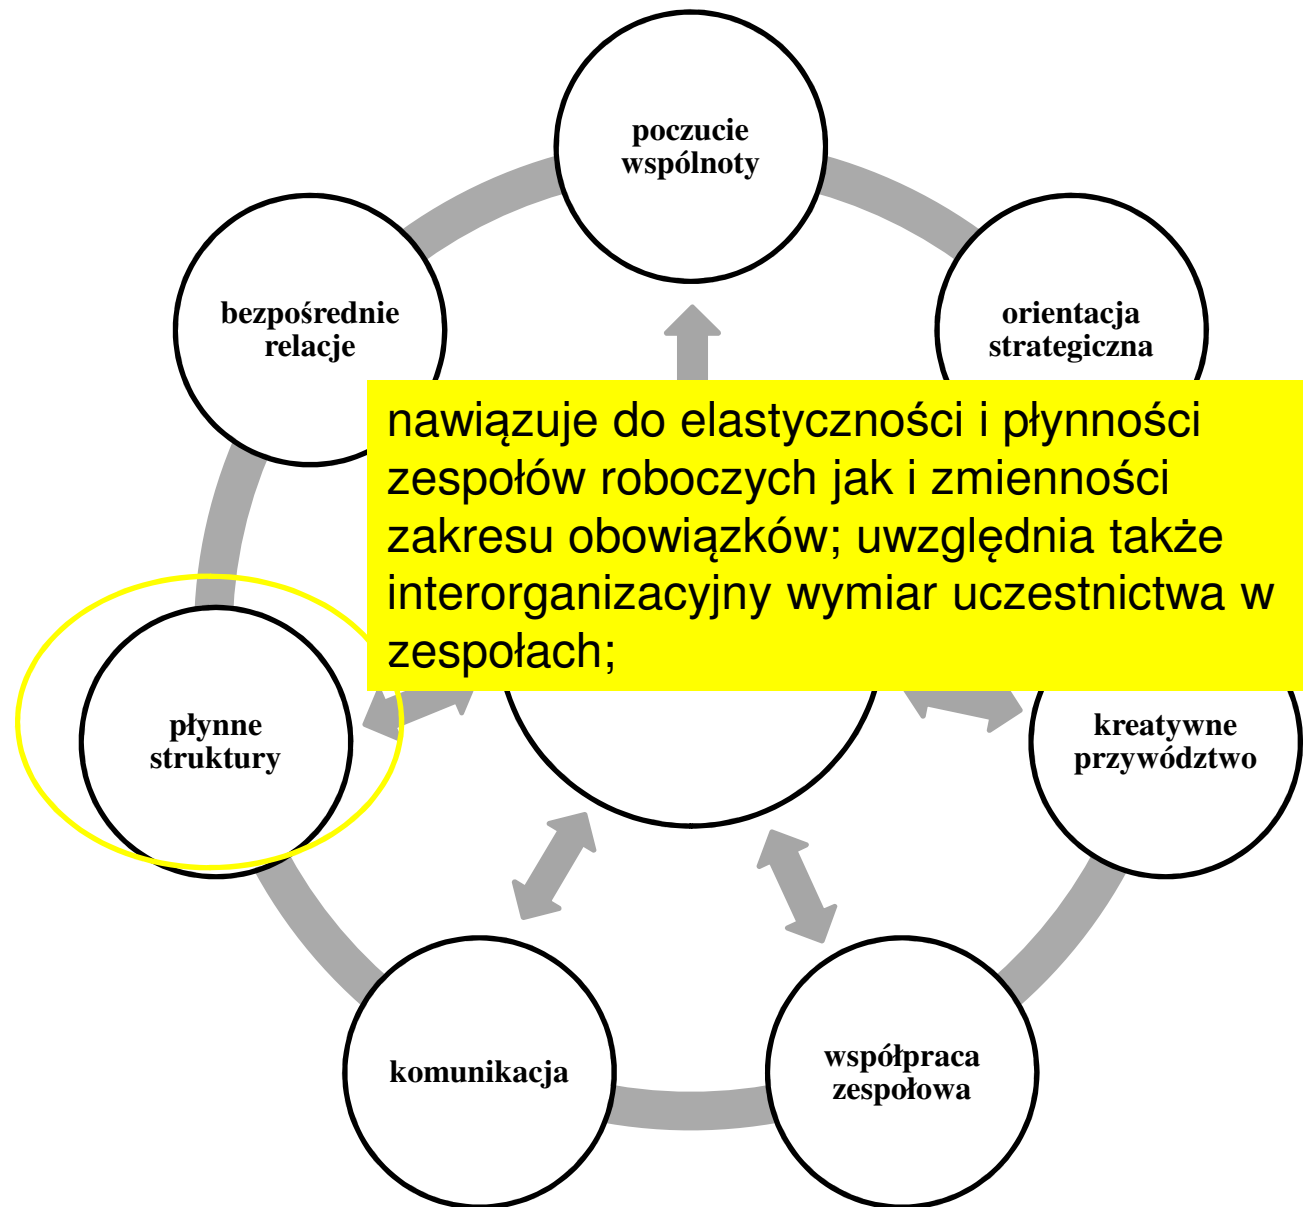 poczucie
wspólnoty
bezpośrednie
relacje
orientacja
strategiczna
nawiązuje do elastyczności i płynności
zespołów roboczych jak i zmienności
zakresu obowiązków; uwzględnia także
interorganizacyjny wymiar uczestnictwa w
zespołach;
płynne
struktury
kreatywne
przywództwo
komunikacja
współpraca
zespołowa